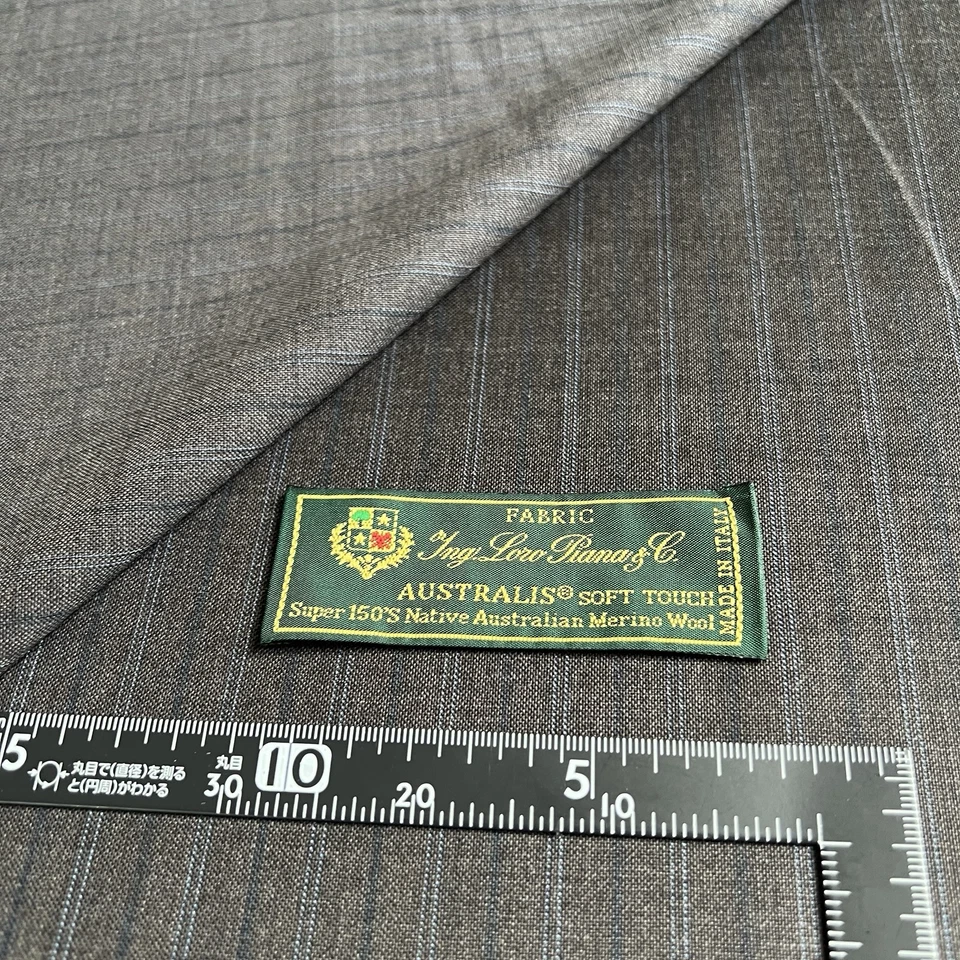 FABRIC
Ing. Loro Piana & C.
AUSTRALIS® SOFT TOUCH
Super 150'S Native Australian Merino Wool
MADE IN ITALY
5
丸目で(直径)を測る
と(円周)がわかる
丸目
30
10
20
5
10